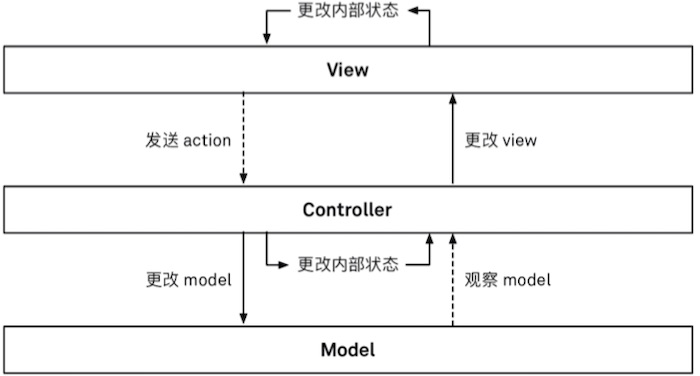 更改内部状态
View
发送 action
更改 view
Controller
更改 model
更改内部状态
观察 model
Model